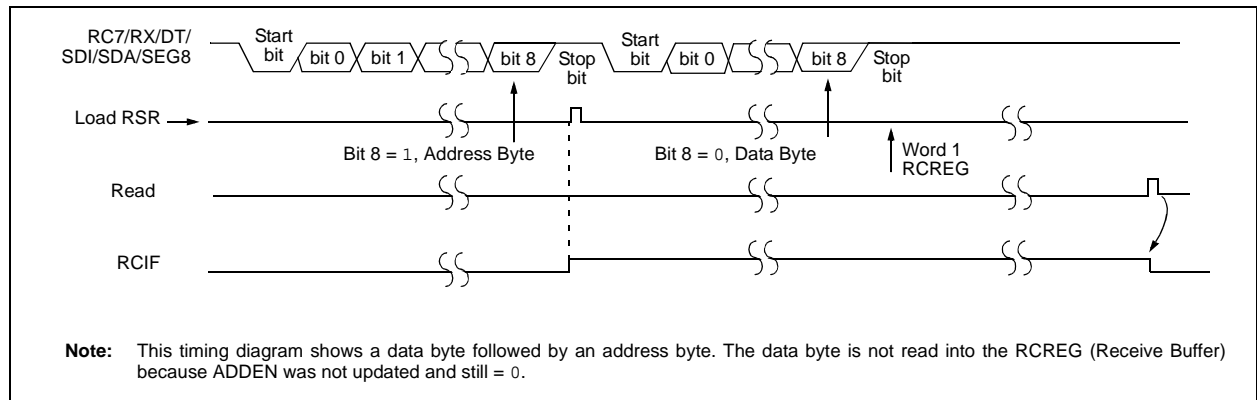 RC7/RX/DT/
SDI/SDA/SEG8
Start
bit
bit 0
bit 1
bit 8
Stop
bit
Start
bit
bit 0
bit 8
Stop
bit
Load RSR
Bit 8 = 1, Address Byte
Bit 8 = 0, Data Byte
Word 1
RCREG
Read
RCIF
Note: This timing diagram shows a data byte followed by an address byte. The data byte is not read into the RCREG (Receive Buffer)
because ADDEN was not updated and still = 0.